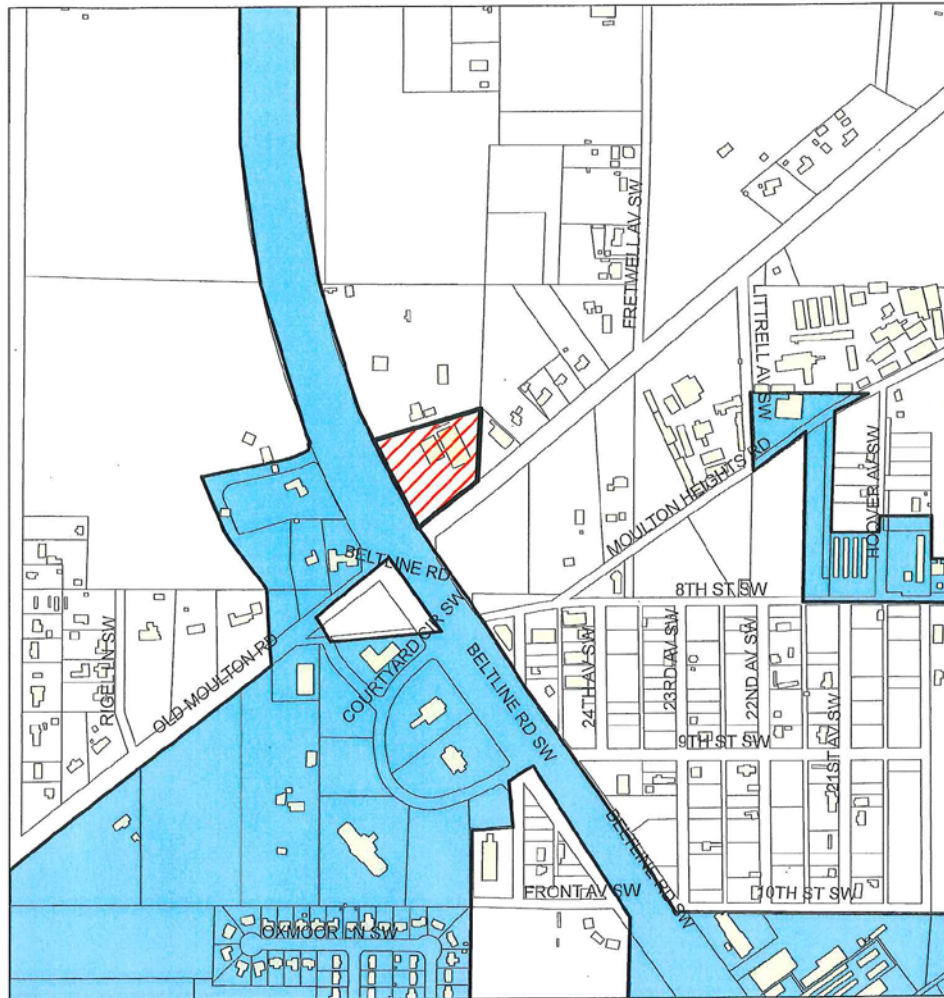 FRETWELL AV SW
LITTRELL AV SW
MOULTON HEIGHTS RD
HOOVER AV SW
BELTLINE RD
8TH ST SW
COURTYARD CIR SW
RIGEL LN SW
OLD MOULTON RD
BELTLINE RD SW
24TH AV SW
23RD AV SW
22ND AV SW
9TH ST SW
21ST AV SW
BELTLINE RD SW
FRONT AV SW
10TH ST SW
OXMOOR LN SW